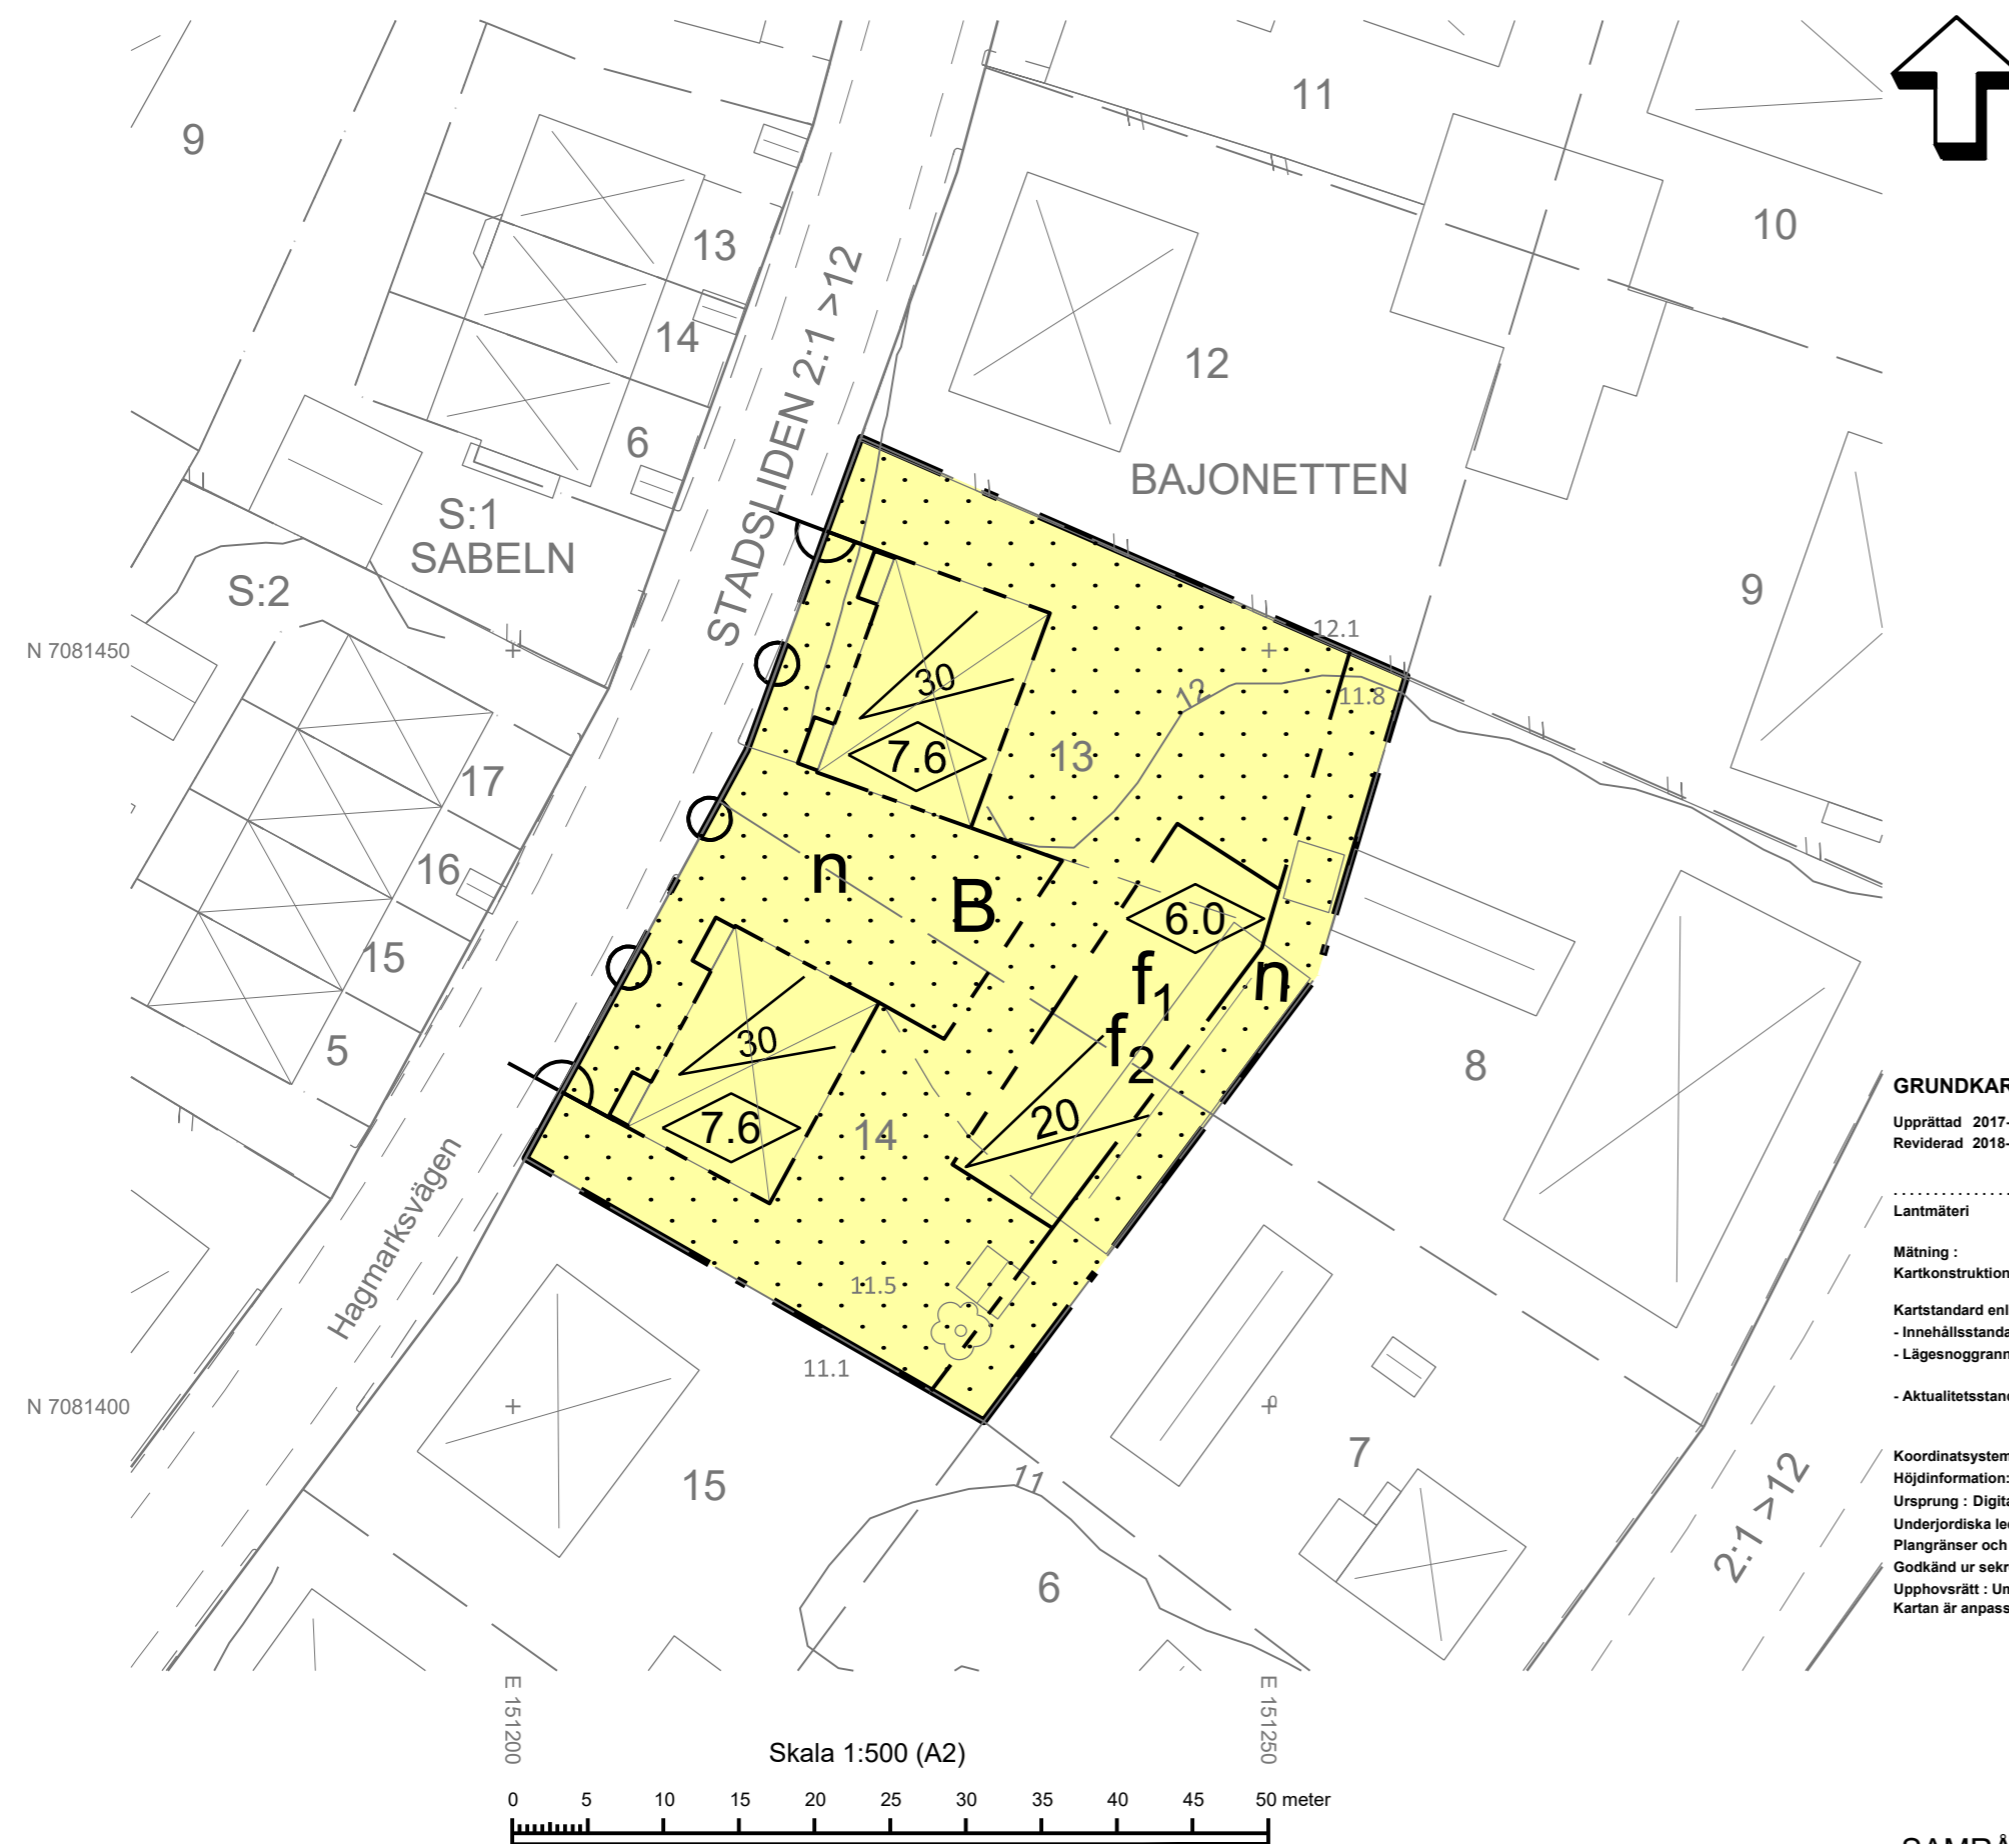 9
11
10
13
STADSLIDEN 2:1 >12
14
12
6
BAJONETTEN
S:1
SABELN
S:2
9
12.1
N 7081450
30
12
11.8
7.6
13
17
16
n
B
6.0
15
f1
n
5
30
f2
8
20
7.6
14
GRUNDKAR
Upprättad 2017-
Reviderad 2018-
Lantmäteri
Hagmarksvägen
Mätning :
Kartkonstruktion
11.5
Kartstandard enl
- Innehållsstanda
- Lägesnoggrann
11.1
- Aktualitetsstand
N 7081400
7
15
11
2:1 >12
Koordinatsystem
Höjdinformation:
Ursprung : Digita
Underjordiska led
Plangränser och
Godkänd ur sekr
Upphovsrätt : Um
Kartan är anpass
6
E 151200
E 151250
Skala 1:500 (A2)
0 5 10 15 20 25 30 35 40 45 50 meter
SAMRÅ